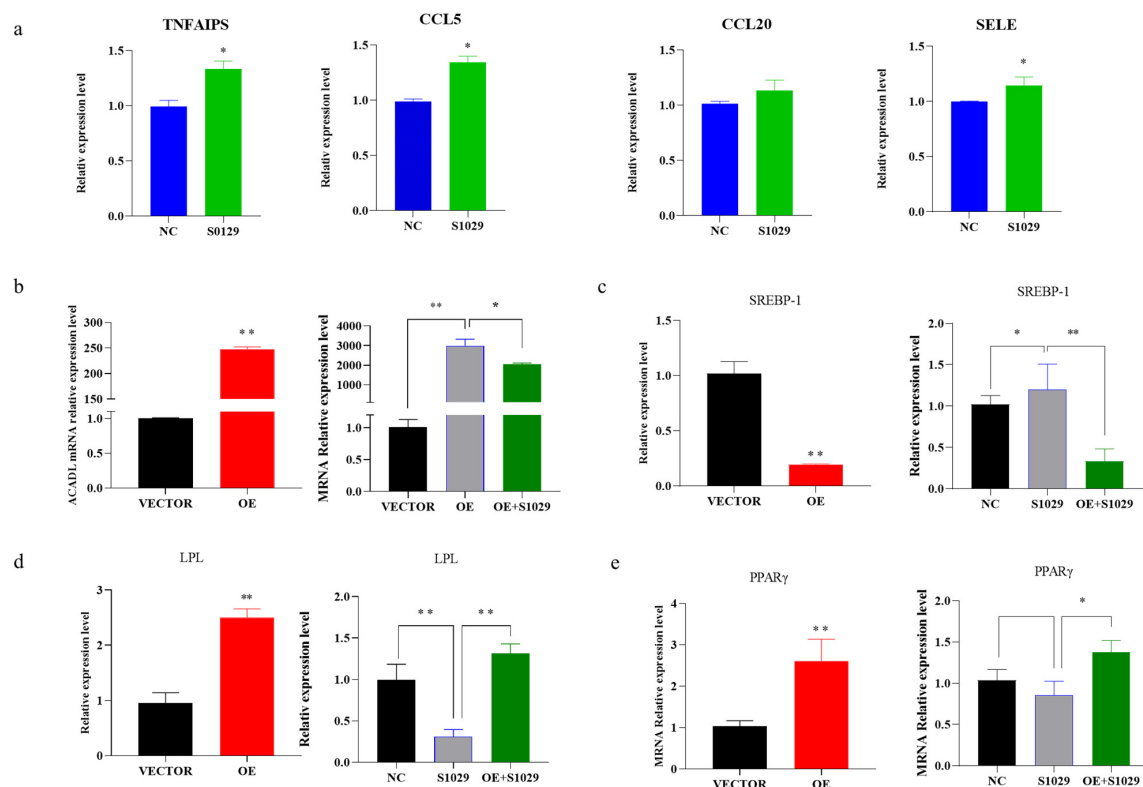 a
TNFAIPS
Relativ expression level
1.5
1.0
0.5
0.0
*
NC
S0129
CCL5
Relativ expression level
1.5
1.0
0.5
0.0
*
NC
S1029
CCL20
Relativ expression level
1.5
1.0
0.5
0.0
NC
S1029
SELE
Relativ expression level
1.5
1.0
0.5
0.0
*
NC
S1029
b
ACADL mRNA relative expression level
300
250
200
150
100
50
1.0
0.5
0.0
* *
VECTOR
OE
MRNA Relative expression level
4000
3000
2000
1000
1.5
1.0
0.5
0.0
**
*
VECTOR
OE
OE+S1029
c
SREBP-1
Relative expression level
1.5
1.0
0.5
0.0
* *
VECTOR
OE
SREBP-1
Relative expression level
2.0
1.5
1.0
0.5
0.0
*
**
NC
S1029
OE+S1029
d
LPL
Relative expression level
3
2
1
0
**
VECTOR
OE
LPL
Relative expression level
2.0
1.5
1.0
0.5
0.0
* *
* *
NC
S1029
OE+S1029
e
PPARγ
MRNA Relative expression level
4
3
2
1
0
* *
VECTOR
OE
PPARγ
MRNA Relative expression level
2.0
1.5
1.0
0.5
0.0
*
NC
S1029
OE+S1029